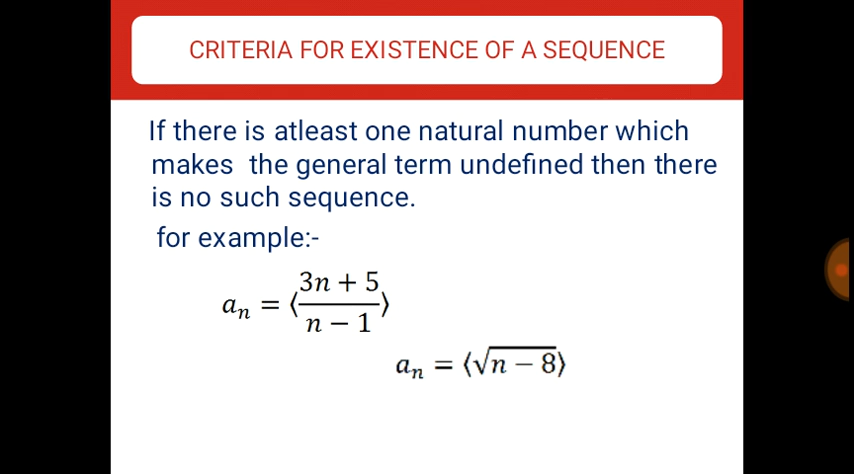 CRITERIA FOR EXISTENCE OF A SEQUENCE
If there is atleast one natural number which
makes the general term undefined then there
is no such sequence.
for example:-
aₙ = ⟨(3n + 5)/(n − 1)⟩
aₙ = ⟨√(n − 8)⟩